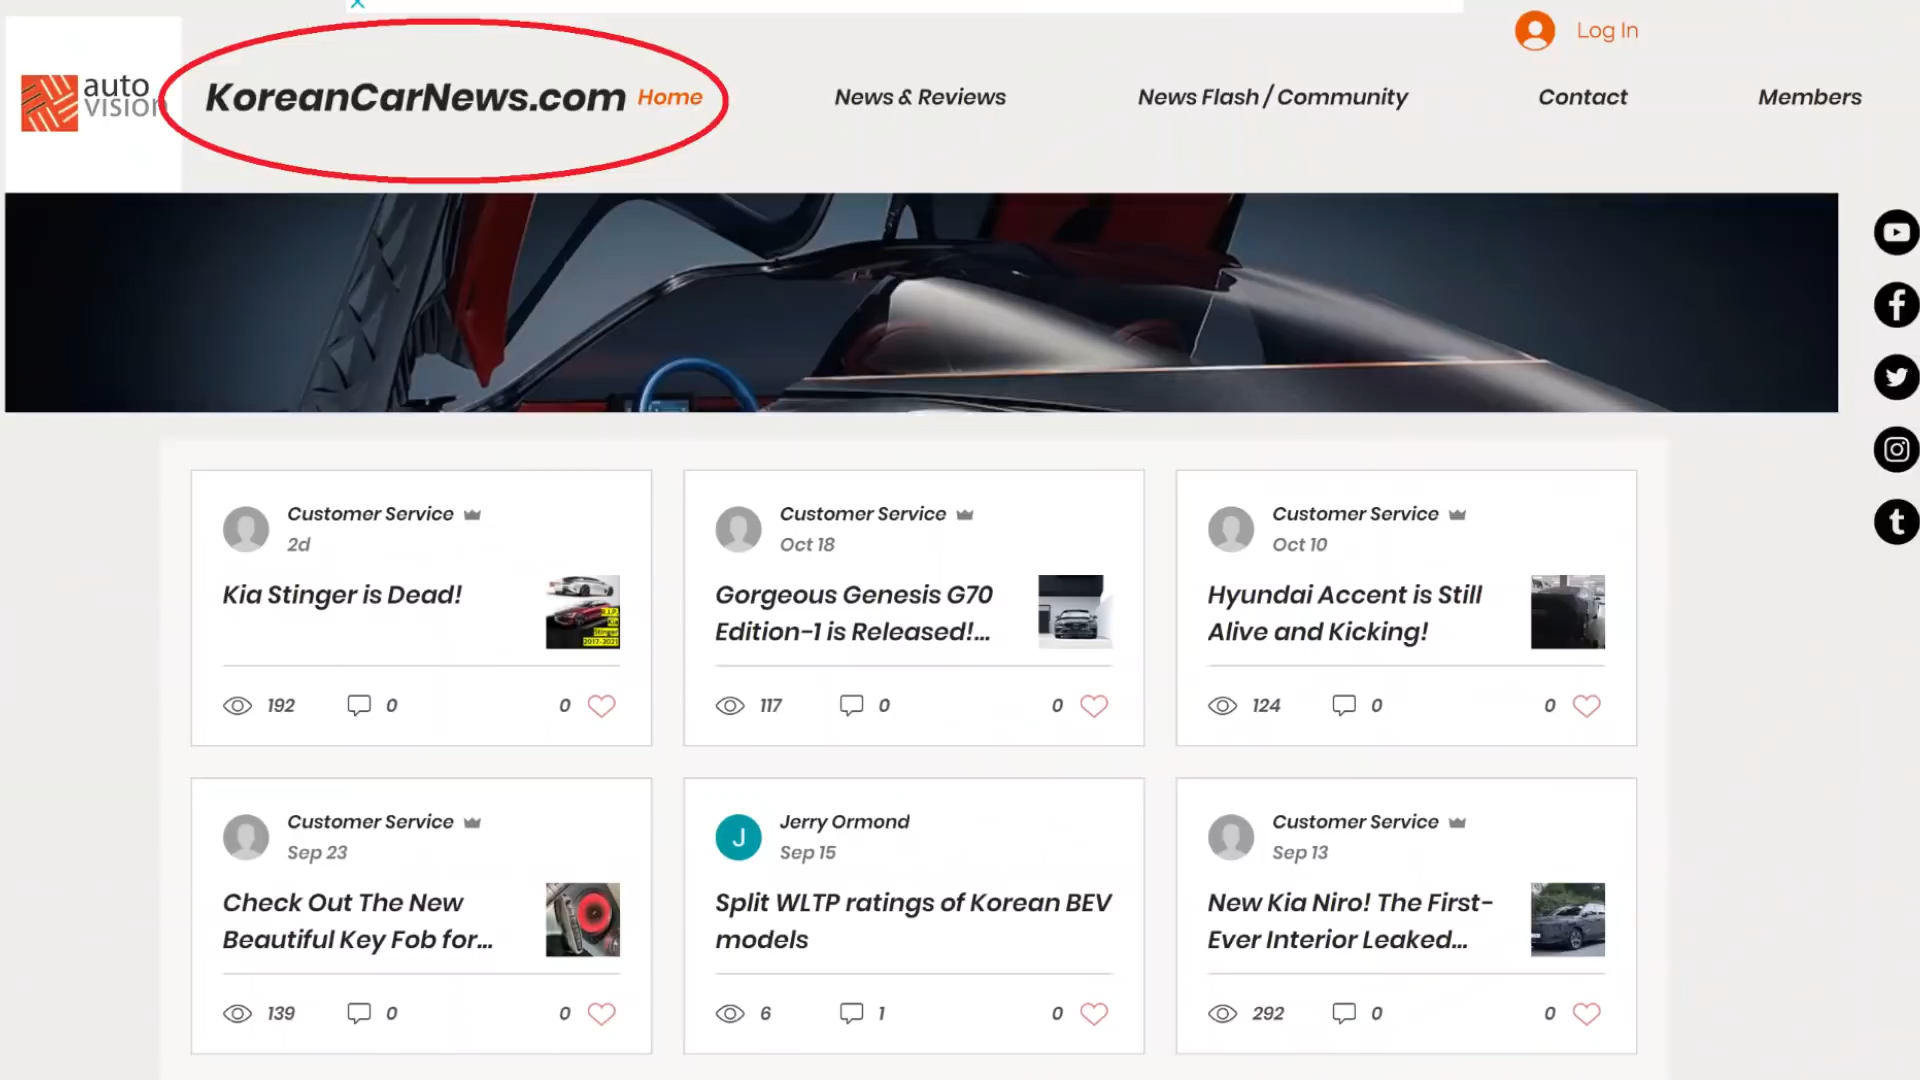 Log In
auto
vision
KoreanCarNews.com
Home
News & Reviews
News Flash / Community
Contact
Members
Customer Service
2d
Kia Stinger is Dead!
R.I.P.
Kia
Stinger
2017-2021
192
0
0
Customer Service
Oct 18
Gorgeous Genesis G70
Edition-1 is Released!...
117
0
0
Customer Service
Oct 10
Hyundai Accent is Still
Alive and Kicking!
124
0
0
Customer Service
Sep 23
Check Out The New
Beautiful Key Fob for...
139
0
0
J
Jerry Ormond
Sep 15
Split WLTP ratings of Korean BEV
models
6
1
0
Customer Service
Sep 13
New Kia Niro! The First-
Ever Interior Leaked...
292
0
0